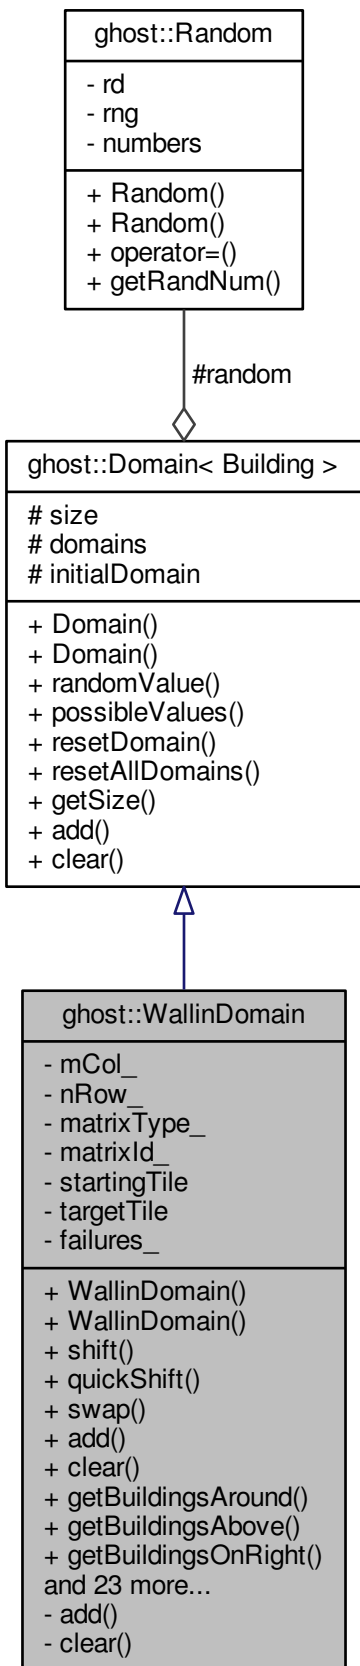 ghost::Random
- rd
- rng
- numbers
+ Random()
+ Random()
+ operator=()
+ getRandNum()
#random
ghost::Domain< Building >
# size
# domains
# initialDomain
+ Domain()
+ Domain()
+ randomValue()
+ possibleValues()
+ resetDomain()
+ resetAllDomains()
+ getSize()
+ add()
+ clear()
ghost::WallinDomain
- mCol_
- nRow_
- matrixType_
- matrixId_
- startingTile
- targetTile
- failures_
+ WallinDomain()
+ WallinDomain()
+ shift()
+ quickShift()
+ swap()
+ add()
+ clear()
+ getBuildingsAround()
+ getBuildingsAbove()
+ getBuildingsOnRight()
and 23 more...
- add()
- clear()